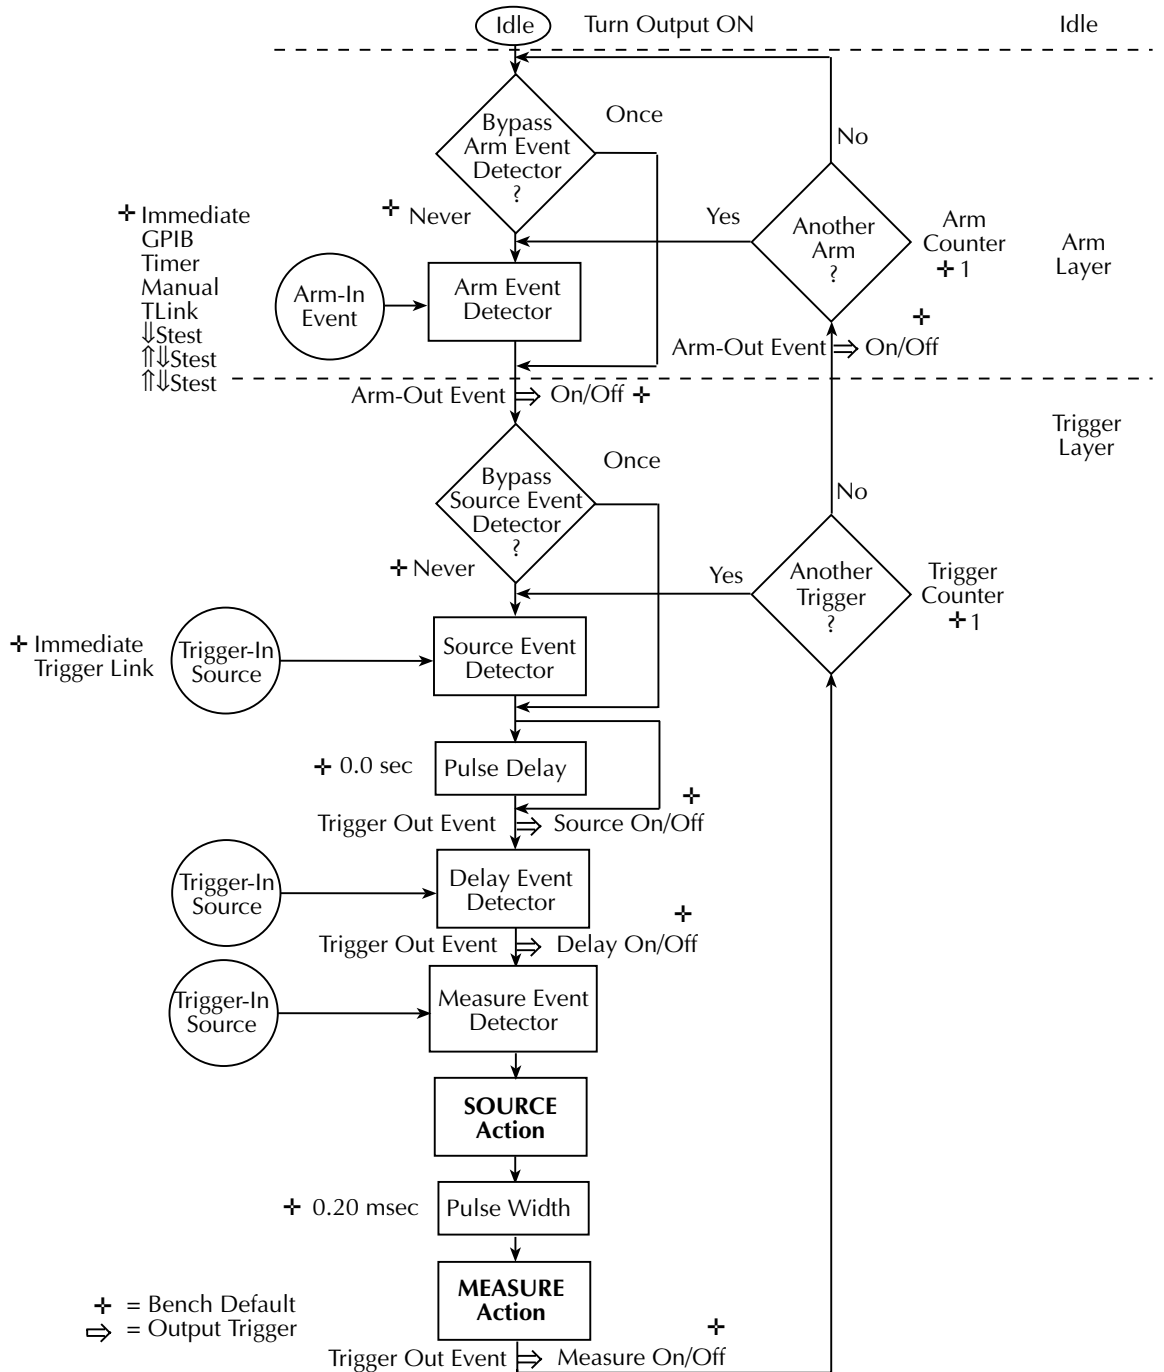 Idle
Turn Output ON
Idle
Bypass
Arm Event
Detector
?
Once
No
✛ Never
Yes
Another
Arm
?
Arm
Counter
✛ 1
Arm
Layer
✛ Immediate
GPIB
Timer
Manual
TLink
⇓Stest
⇑⇓Stest
⇑⇓Stest
Arm-In
Event
Arm Event
Detector
✛
Arm-Out Event ⇒ On/Off
Arm-Out Event ⇒ On/Off ✛
Trigger
Layer
Bypass
Source Event
Detector
?
Once
No
✛ Never
Yes
Another
Trigger
?
Trigger
Counter
✛ 1
✛ Immediate
Trigger Link
Trigger-In
Source
Source Event
Detector
✛ 0.0 sec
Pulse Delay
✛
Trigger Out Event ⇒ Source On/Off
Trigger-In
Source
Delay Event
Detector
✛
Trigger Out Event ⇒ Delay On/Off
Trigger-In
Source
Measure Event
Detector
SOURCE
Action
✛ 0.20 msec
Pulse Width
MEASURE
Action
✛ = Bench Default
⇒ = Output Trigger
✛
Trigger Out Event ⇒ Measure On/Off